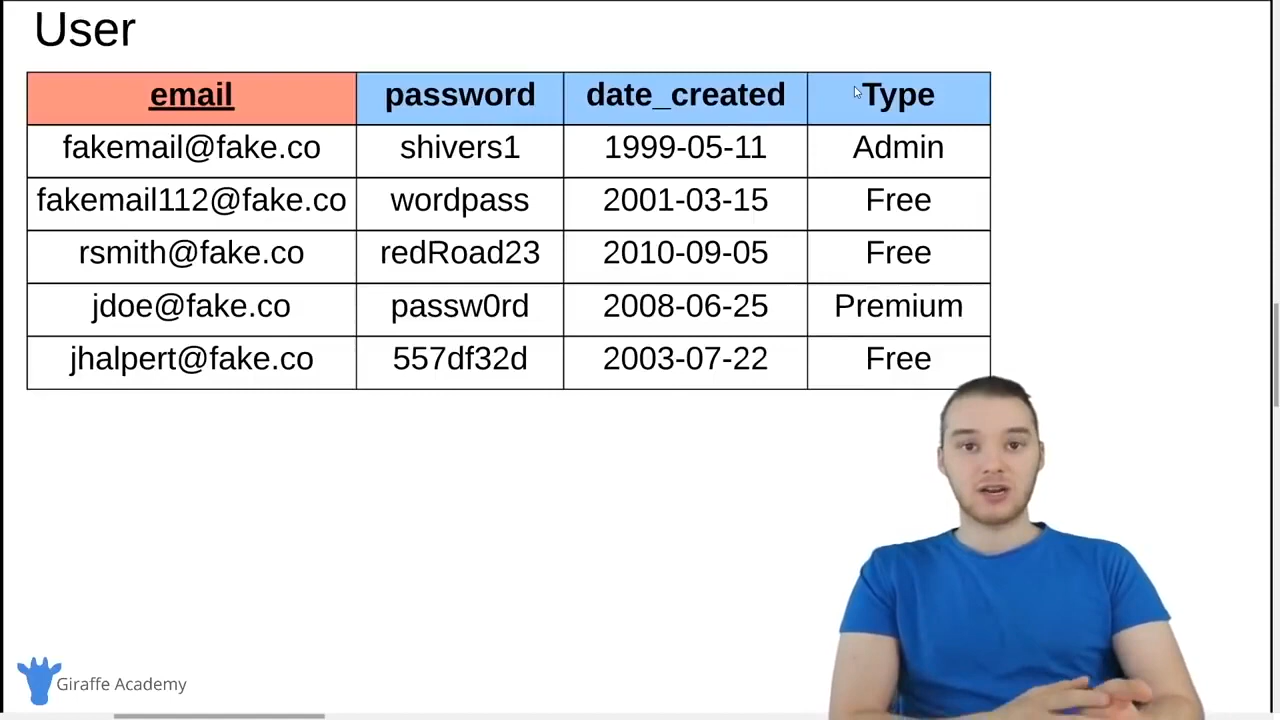 User
email password date_created Type
fakemail@fake.co shivers1 1999-05-11 Admin
fakemail112@fake.co wordpass 2001-03-15 Free
rsmith@fake.co redRoad23 2010-09-05 Free
jdoe@fake.co passw0rd 2008-06-25 Premium
jhalpert@fake.co 557df32d 2003-07-22 Free
Giraffe Academy